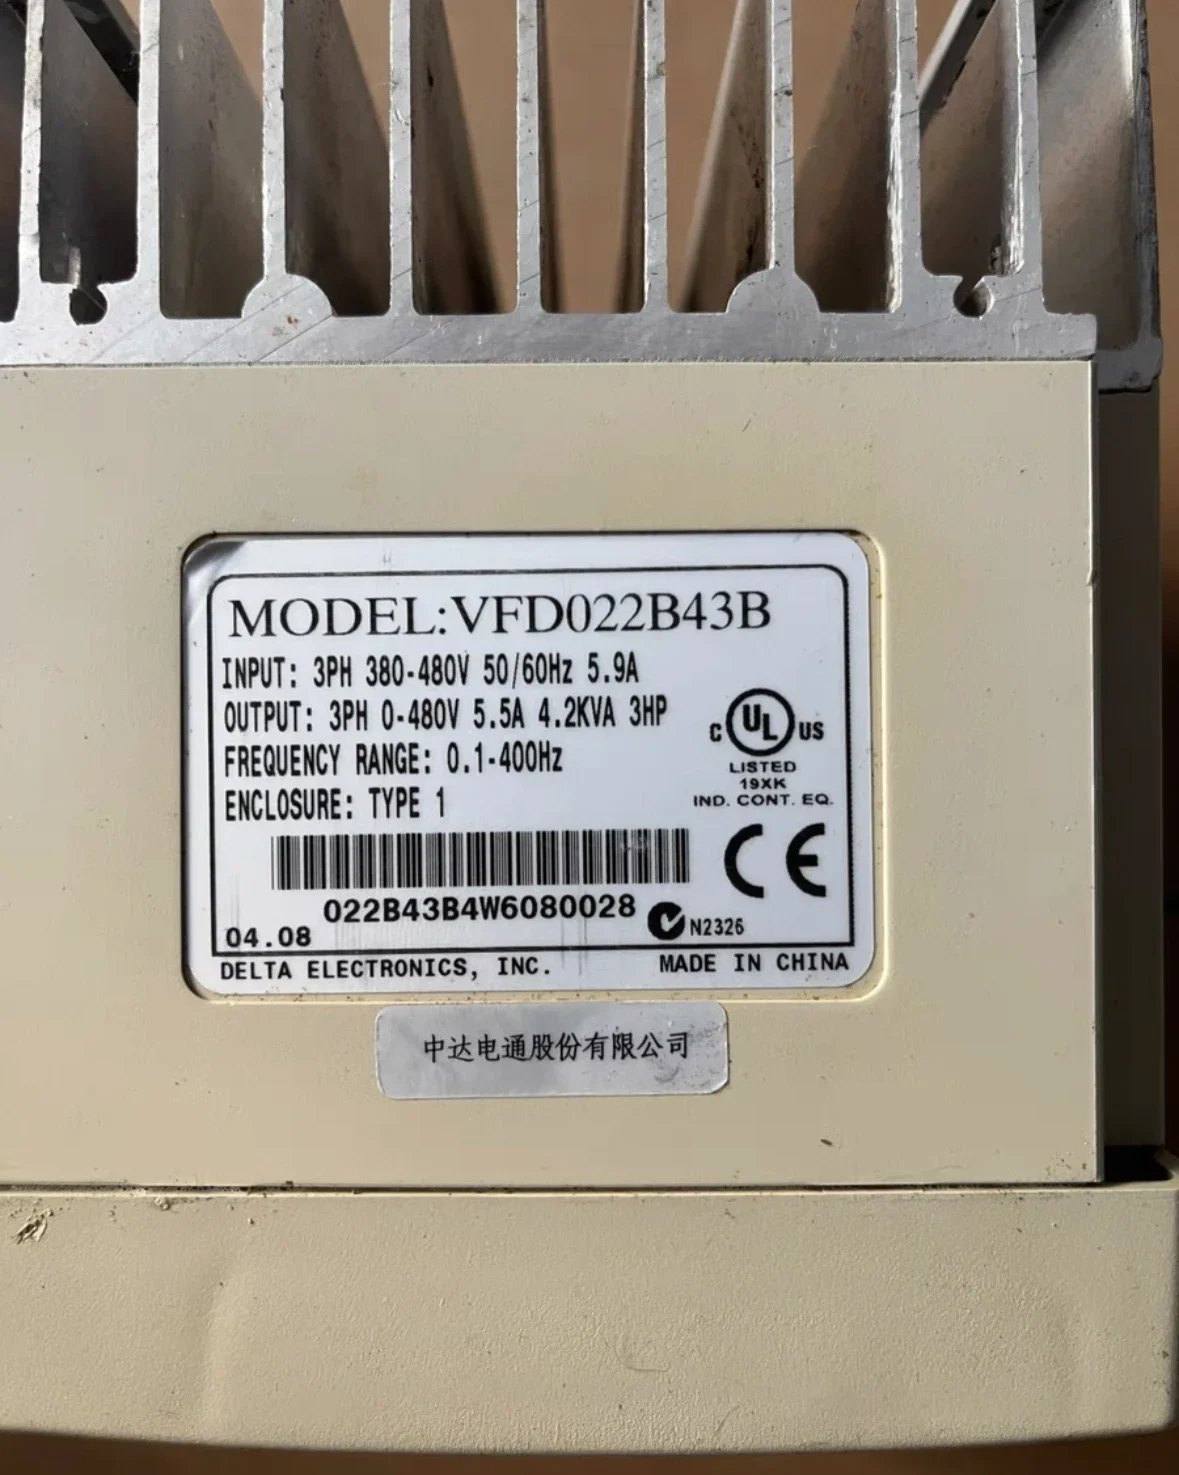 MODEL:VFD022B43B
INPUT: 3PH 380-480V 50/60Hz 5.9A
OUTPUT: 3PH 0-480V 5.5A 4.2KVA 3HP
FREQUENCY RANGE: 0.1-400Hz
ENCLOSURE: TYPE 1
C UL US
LISTED
19XK
IND. CONT. EQ.
CE
022B43B4W6080028
N2326
04.08
DELTA ELECTRONICS, INC. MADE IN CHINA
中达电通股份有限公司